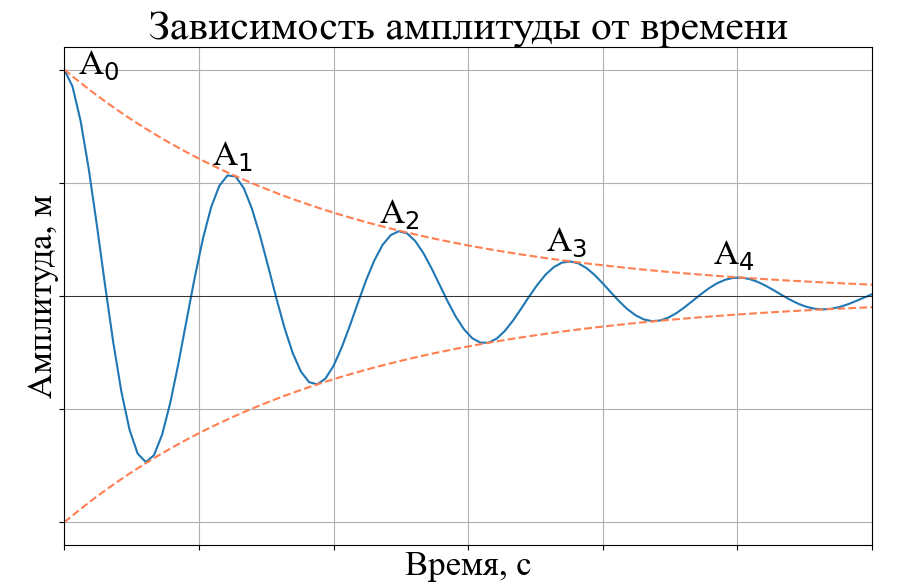 Зависимость амплитуды от времени
A₀
A₁
A₂
A₃
A₄
Амплитуда, м
Время, с